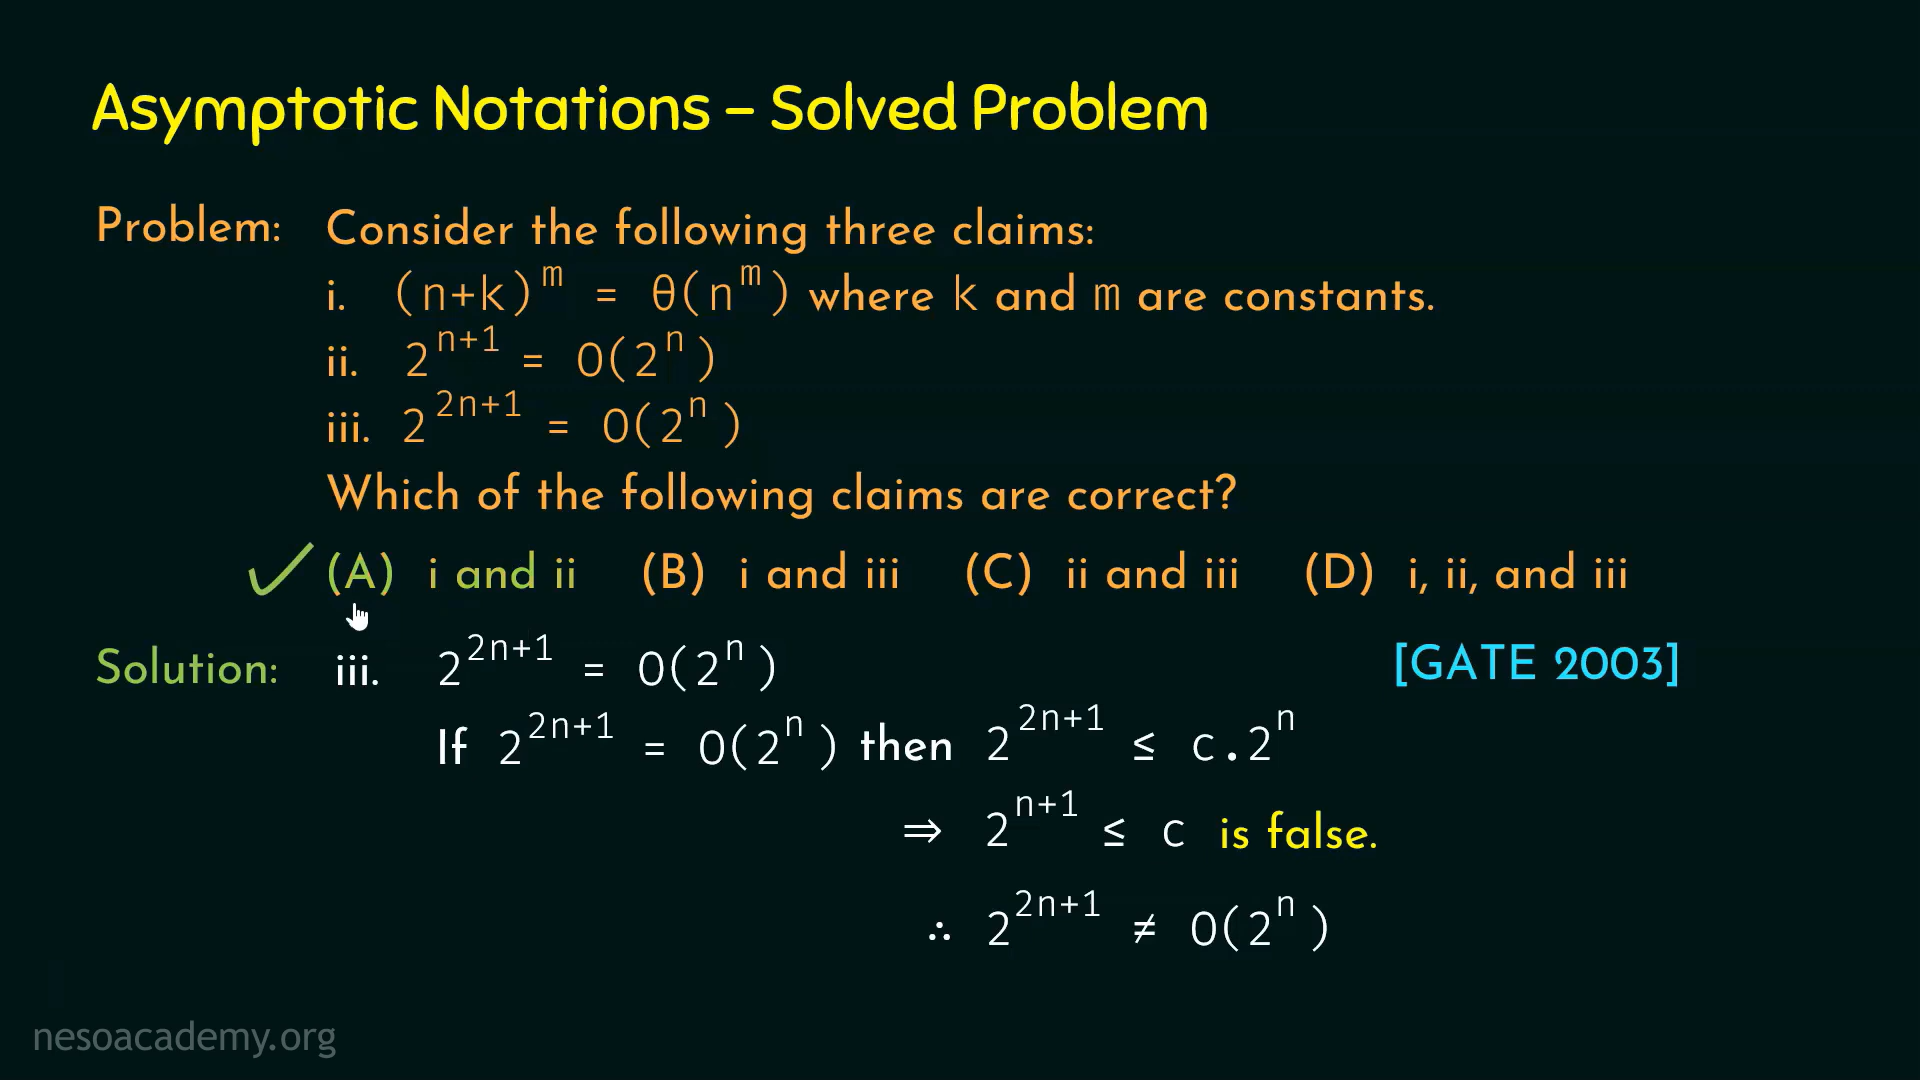 Asymptotic Notations – Solved Problem
Problem: Consider the following three claims:
i. (n+k)^m = θ(n^m) where k and m are constants.
ii. 2^(n+1) = O(2^n)
iii. 2^(2n+1) = O(2^n)
Which of the following claims are correct?
✓ (A) i and ii (B) i and iii (C) ii and iii (D) i, ii, and iii
Solution: iii. 2^(2n+1) = O(2^n) [GATE 2003]
If 2^(2n+1) = O(2^n) then 2^(2n+1) ≤ c.2^n
⇒ 2^(n+1) ≤ c is false.
∴ 2^(2n+1) ≠ O(2^n)
nesoacademy.org